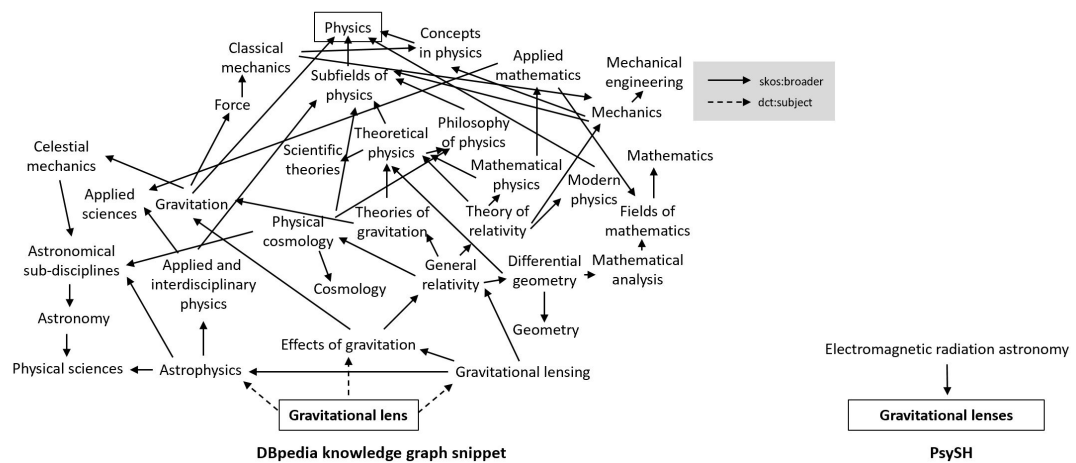 Physics
Concepts
in physics
Classical
mechanics
Applied
mathematics
Mechanical
engineering
Subfields of
physics
skos:broader
dct:subject
Force
Mechanics
Theoretical
physics
Philosophy
of physics
Scientific
theories
Celestial
mechanics
Mathematical
physics
Mathematics
Modern
physics
Applied
sciences
Gravitation
Theories of
gravitation
Theory of
relativity
Fields of
mathematics
Physical
cosmology
Astronomical
sub-disciplines
Applied and
interdisciplinary
physics
General
relativity
Differential
geometry
Mathematical
analysis
Cosmology
Astronomy
Geometry
Effects of gravitation
Electromagnetic radiation astronomy
Physical sciences
Astrophysics
Gravitational lensing
Gravitational lens
Gravitational lenses
DBpedia knowledge graph snippet
PsySH